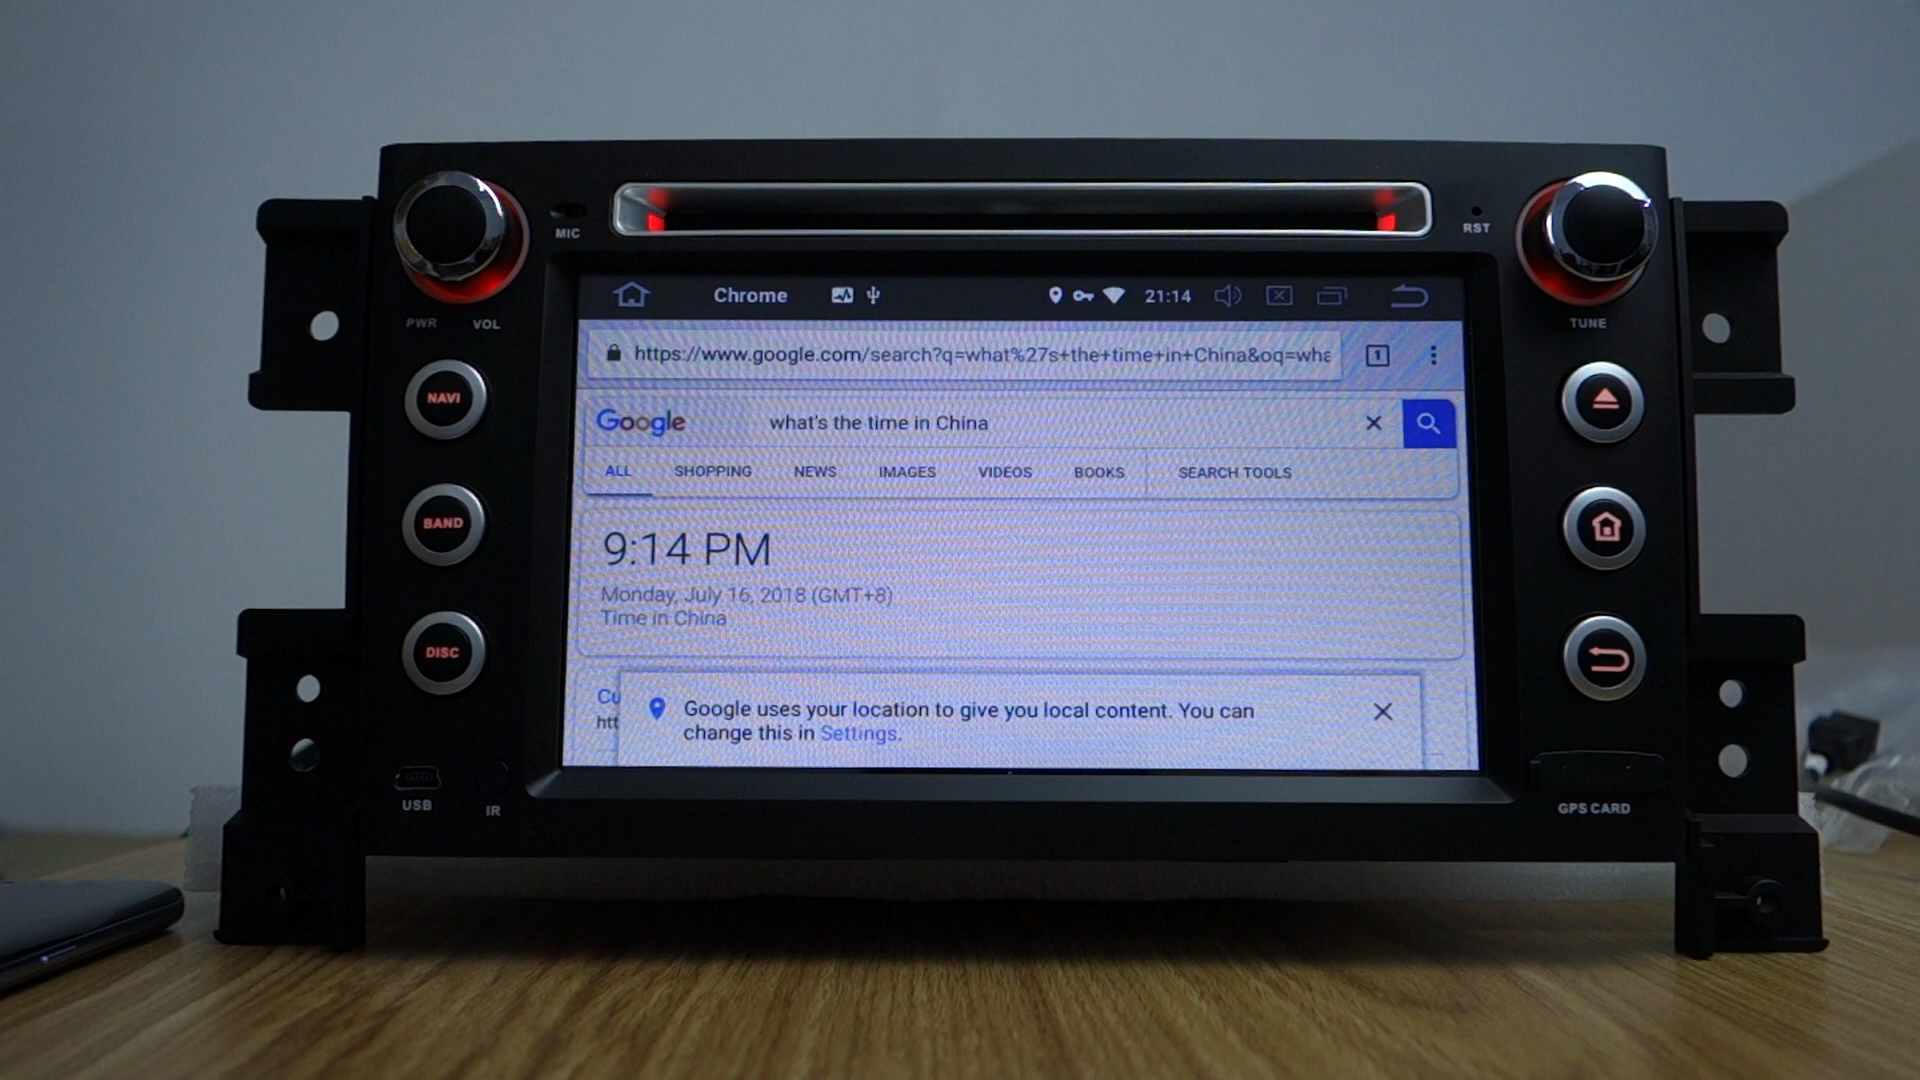 MIC
RST
PWR VOL
TUNE
NAVI
BAND
DISC
USB
IR
GPS CARD
Chrome 21:14
https://www.google.com/search?q=what%27s+the+time+in+China&oq=wha
1
Google what's the time in China
ALL SHOPPING NEWS IMAGES VIDEOS BOOKS SEARCH TOOLS
9:14 PM
Monday, July 16, 2018 (GMT+8)
Time in China
Cu
htt
Google uses your location to give you local content. You can
change this in Settings.